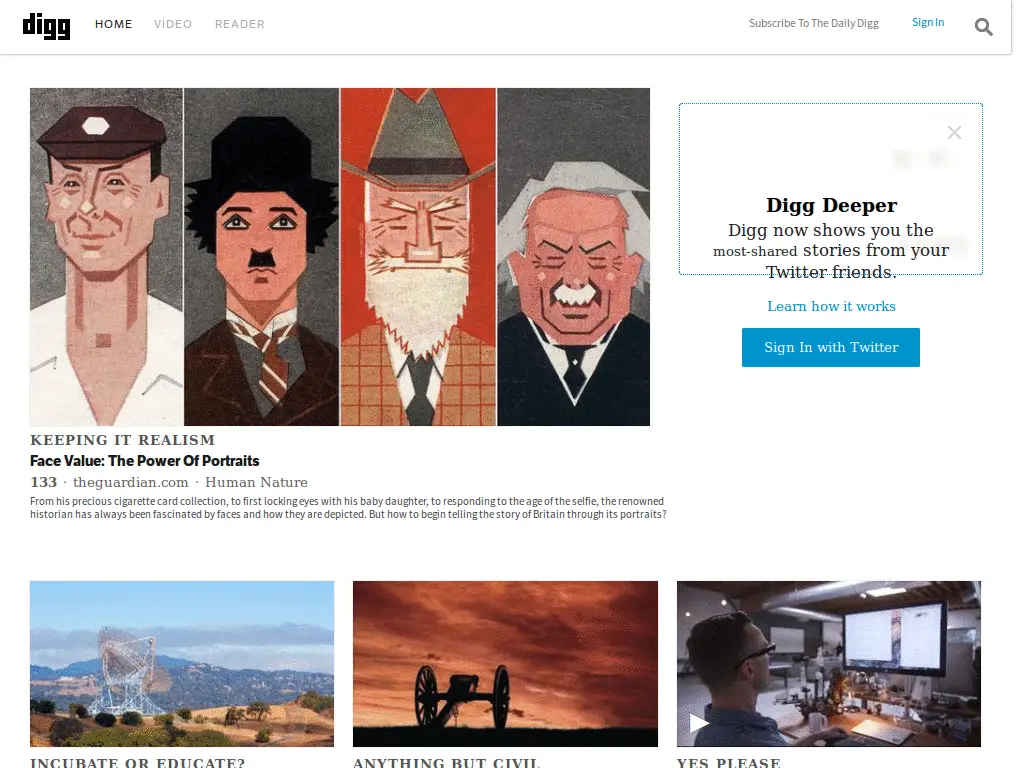 digg HOME VIDEO READER Subscribe To The Daily Digg Sign In
Digg Deeper
Digg now shows you the
most-shared stories from your
Twitter friends.
Learn how it works
Sign In with Twitter
KEEPING IT REALISM
Face Value: The Power Of Portraits
133 · theguardian.com · Human Nature
From his precious cigarette card collection, to first locking eyes with his baby daughter, to responding to the age of the selfie, the renowned
historian has always been fascinated by faces and how they are depicted. But how to begin telling the story of Britain through its portraits?
INCUBATE OR EDUCATE?
ANYTHING BUT CIVIL
YES PLEASE